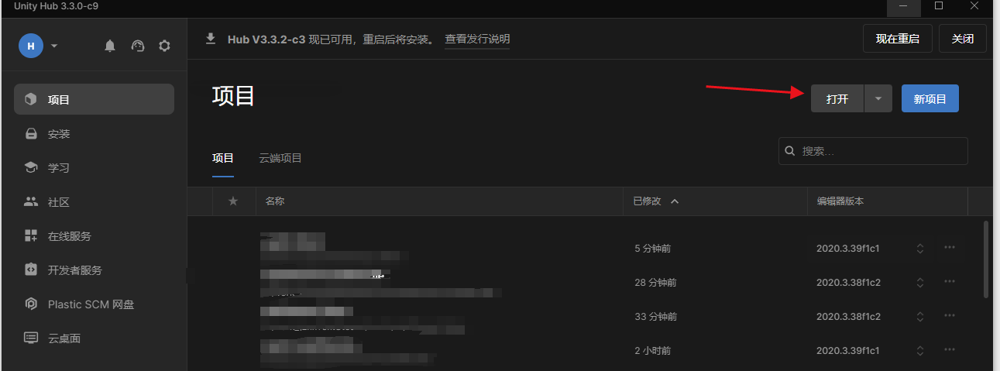 Unity Hub 3.3.0-c9
H
Hub V3.3.2-c3 现已可用，重启后将安装。 查看发行说明
现在重启
关闭
项目
安装
学习
社区
在线服务
开发者服务
Plastic SCM 网盘
云桌面
项目
打开
新项目
项目 云端项目
搜索...
名称 已修改 编辑器版本
5 分钟前 2020.3.39f1c1
28 分钟前 2020.3.38f1c2
33 分钟前 2020.3.38f1c2
2 小时前 2020.3.39f1c1